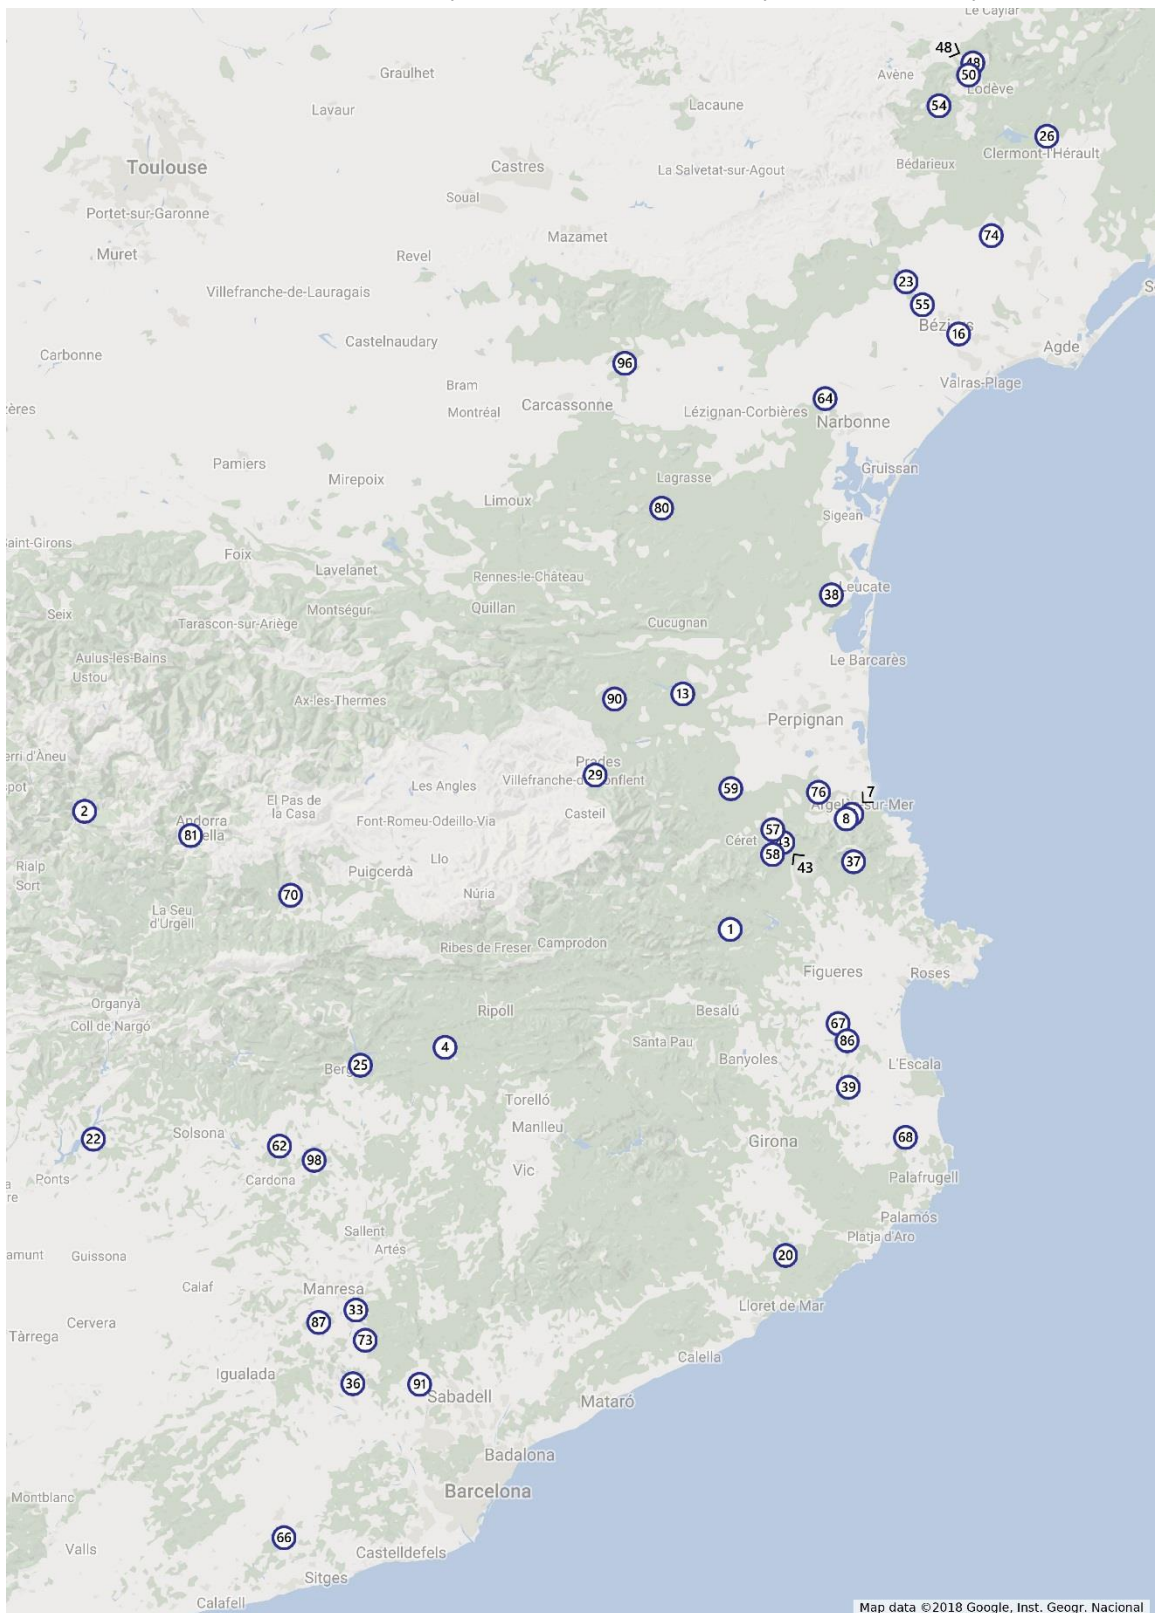 Le Caylar
48
48
Graulhet
Avène
50
Lodève
Lavaur
Lacaune
54
26
Clermont-l'Hérault
Toulouse
Castres
La Salvetat-sur-Agout
Bédarieux
Soual
Portet-sur-Garonne
Mazamet
74
Muret
Revel
23
Villefranche-de-Lauragais
55
16
Castelnaudary
Agde
Carbonne
96
Bram
Valras-Plage
64
Montréal
Carcassonne
Lézignan-Corbières
Narbonne
Pamiers
Gruissan
Mirepoix
Lagrasse
Limoux
80
Sigean
Foix
Lavelanet
Rennes-le-Château
Leucate
38
Seix
Montségur
Quillan
Tarascon-sur-Ariège
Cucugnan
Aulus-les-Bains
Le Barcarès
Ustou
13
90
Ax-les-Thermes
Perpignan
Prades
29
Villefranche-de-Conflent
Les Angles
59
76
7
El Pas de
la Casa
2
Casteil
8
Font-Romeu-Odeillo-Via
81
57
Céret
43
58
43
37
Llo
Rialp
Sort
Puigcerdà
70
Núria
La Seu
d'Urgell
1
Ribes de Freser
Camprodon
Figueres
Roses
Organyà
Ripoll
Besalú
Coll de Nargó
67
4
Santa Pau
86
Banyoles
25
L'Escala
39
Torelló
Manlleu
Solsona
22
62
Girona
68
98
Vic
Ponts
Cardona
Palafrugell
Palamós
Sallent
Platja d'Aro
Artés
20
Guissona
Calaf
Manresa
33
Lloret de Mar
87
Cervera
Tàrrega
73
Calella
Igualada
36
91
Sabadell
Mataró
Badalona
Barcelona
Montblanc
66
Valls
Castelldefels
Sitges
Calafell
Map data ©2018 Google, Inst. Geogr. Nacional